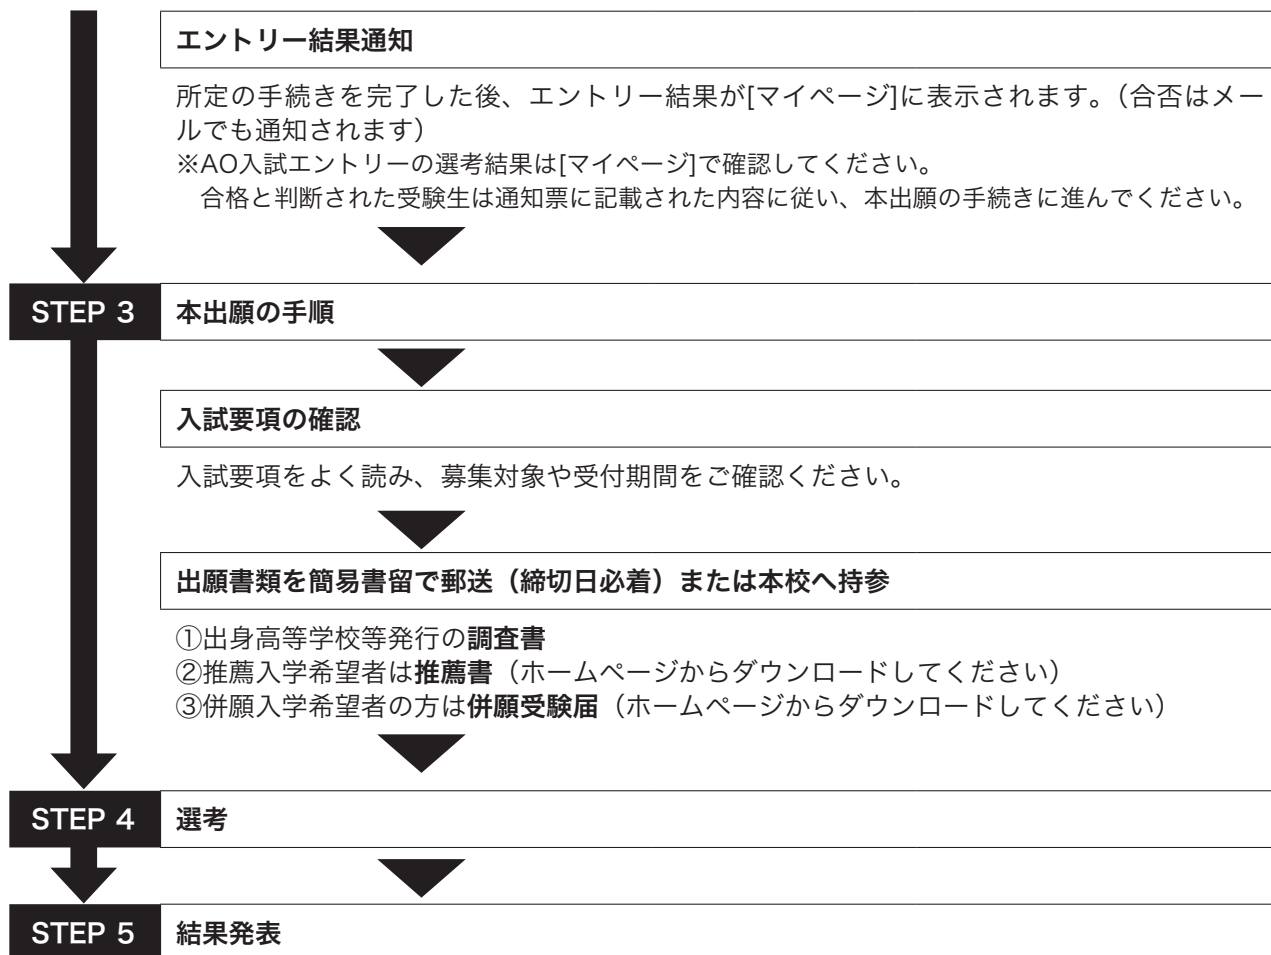 エントリー結果通知
所定の手続きを完了した後、エントリー結果が[マイページ]に表示されます。（合否はメー
ルでも通知されます）
※AO入試エントリーの選考結果は[マイページ]で確認してください。
合格と判断された受験生は通知票に記載された内容に従い、本出願の手続きに進んでください。
STEP 3 本出願の手順
入試要項の確認
入試要項をよく読み、募集対象や受付期間をご確認ください。
出願書類を簡易書留で郵送（締切日必着）または本校へ持参
①出身高等学校等発行の調査書
②推薦入学希望者は推薦書（ホームページからダウンロードしてください）
③併願入学希望者の方は併願受験届（ホームページからダウンロードしてください）
STEP 4 選考
STEP 5 結果発表